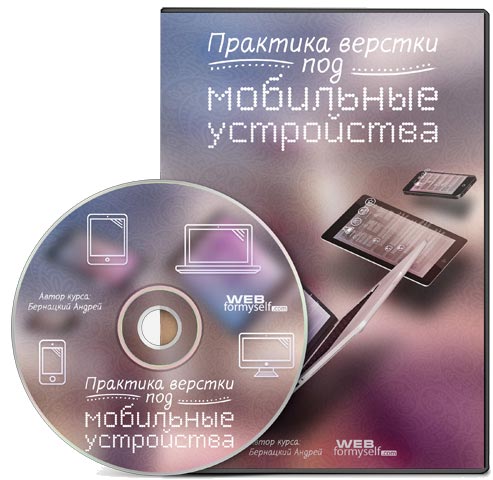 Практика верстки
под
мобильные
устройства
Автор курса:
Бернацкий Андрей
WEB
formyself.com
Практика верстки
под
мобильные
устройства
Автор курса:
Бернацкий Андрей
WEB
formyself.com